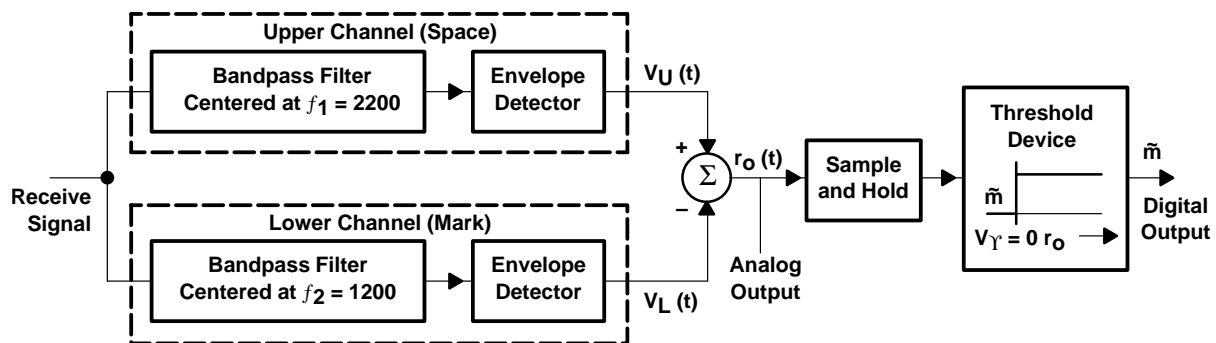 Upper Channel (Space)
Bandpass Filter
Centered at f1 = 2200
Envelope
Detector
VU (t)
Receive
Signal
+
Σ
−
ro (t)
Analog
Output
Sample
and Hold
Threshold
Device
m̃
Vϒ = 0 ro
m̃
Digital
Output
Lower Channel (Mark)
Bandpass Filter
Centered at f2 = 1200
Envelope
Detector
VL (t)